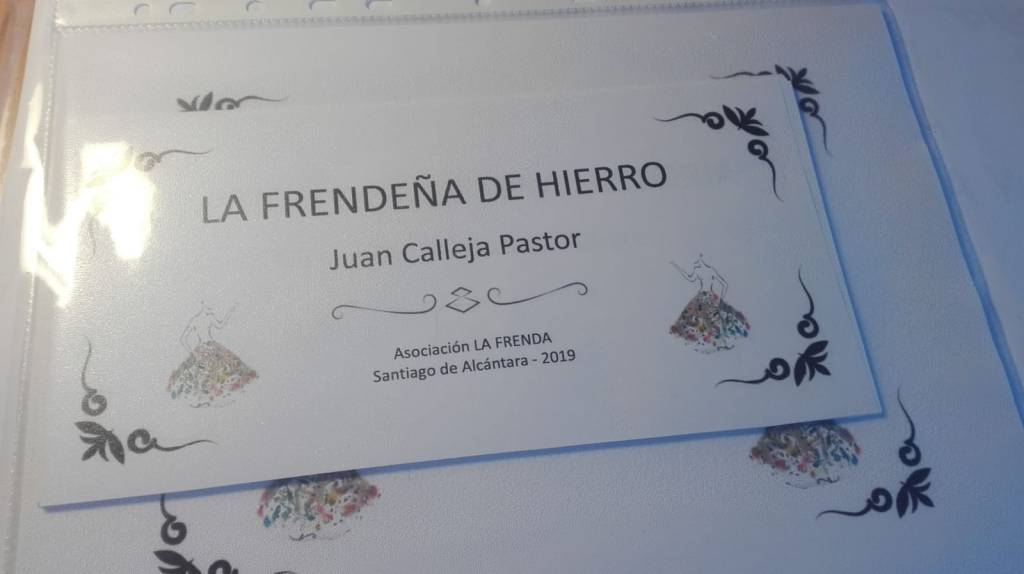 LA FRENDEÑA DE HIERRO
Juan Calleja Pastor
Asociación LA FRENDA
Santiago de Alcántara - 2019